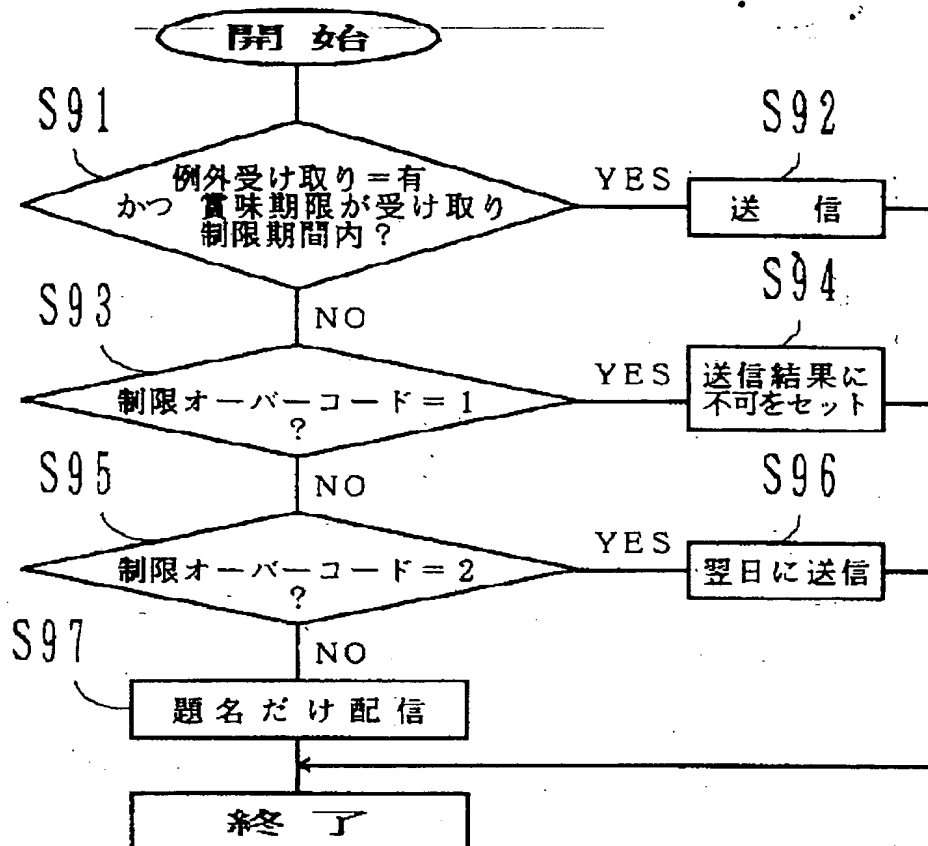 開始
S91
例外受け取り=有
かつ 賞味期限が受け取り
制限期間内?
YES
S92
送信
NO
S93
制限オーバーコード=1
?
YES
S94
送信結果に
不可をセット
NO
S95
制限オーバーコード=2
?
YES
S96
翌日に送信
NO
S97
題名だけ配信
終了